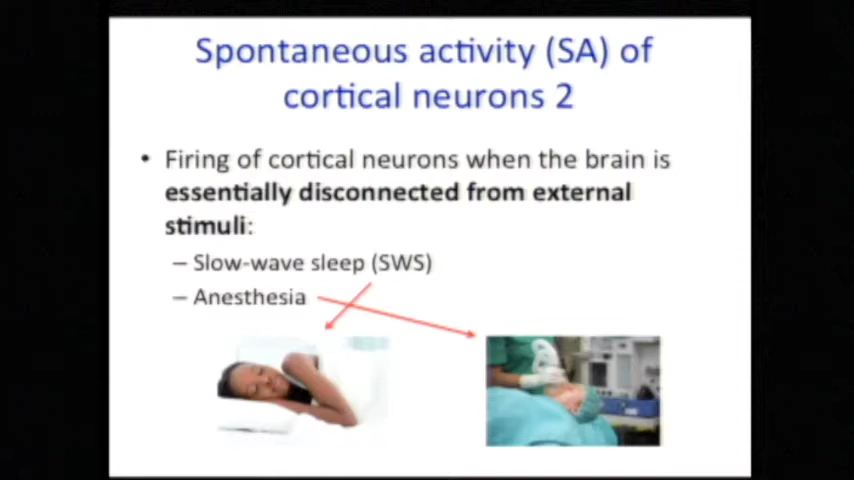 Spontaneous activity (SA) of
cortical neurons 2
• Firing of cortical neurons when the brain is
essentially disconnected from external
stimuli:
– Slow-wave sleep (SWS)
– Anesthesia